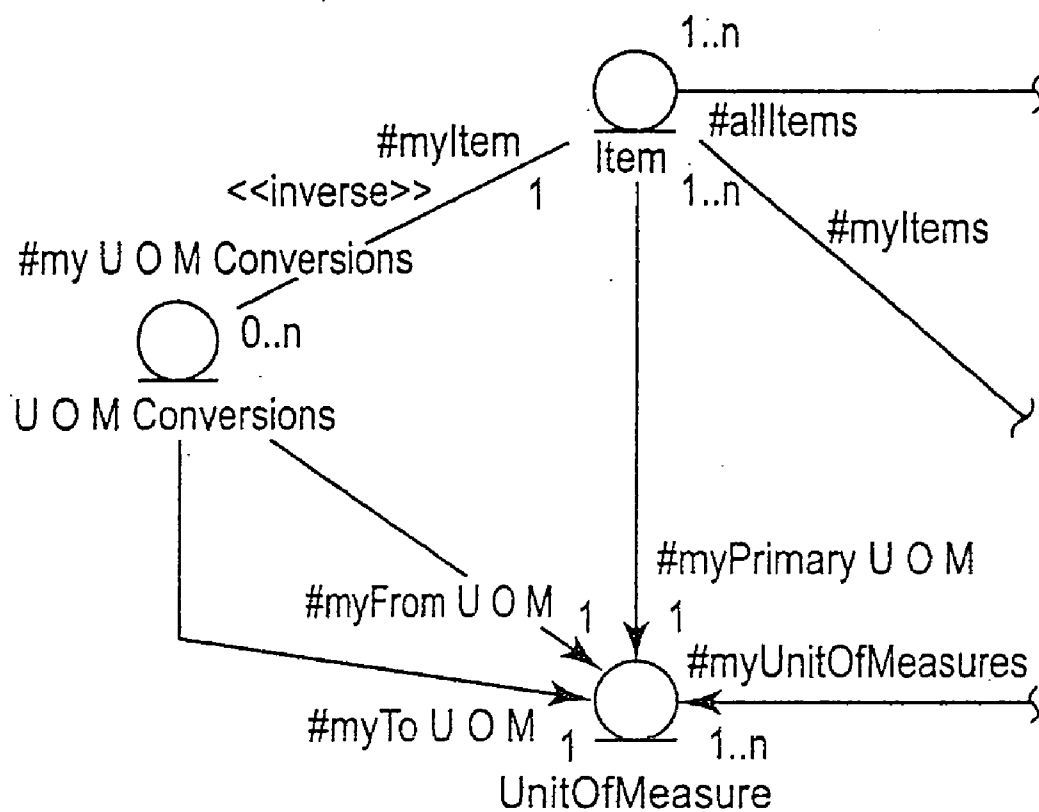 1..n
#allItems
#myItem
Item
<<inverse>>
1
1..n
#myItems
#my U O M Conversions
0..n
U O M Conversions
#myPrimary U O M
#myFrom U O M
1
1
#myUnitOfMeasures
#myTo U O M
1
1..n
UnitOfMeasure